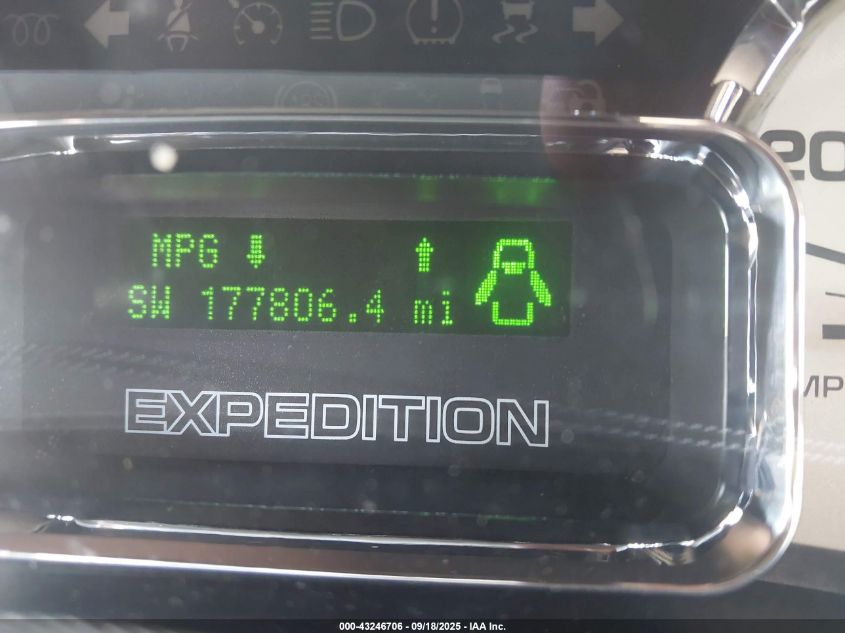 20
MPG
SW 177806.4 mi
MP
EXPEDITION
000-43246706 - 09/18/2025 - IAA Inc.